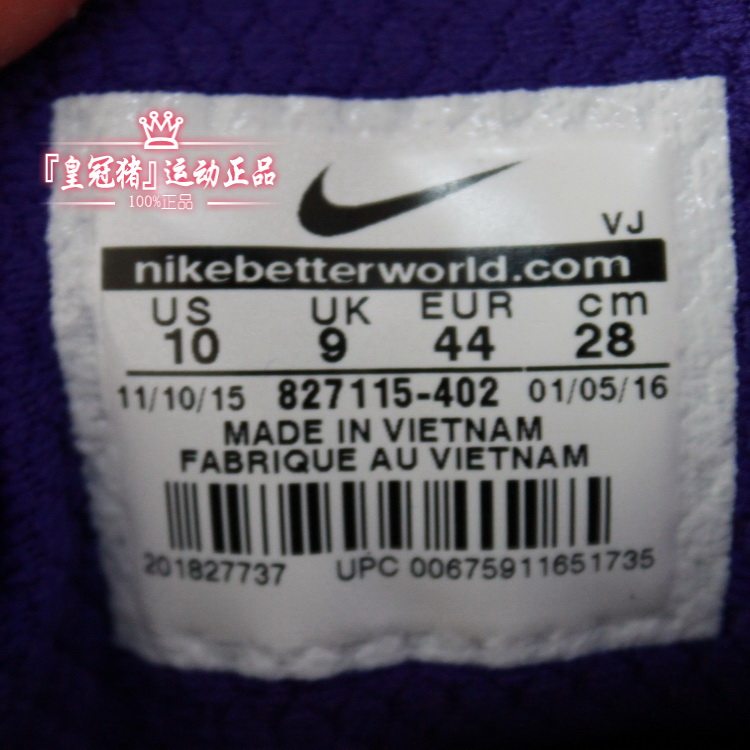 『皇冠猪』运动正品
100%正品
VJ
nikebetterworld.com
US UK EUR cm
10 9 44 28
11/10/15 827115-402 01/05/16
MADE IN VIETNAM
FABRIQUE AU VIETNAM
201827737 UPC 00675911651735